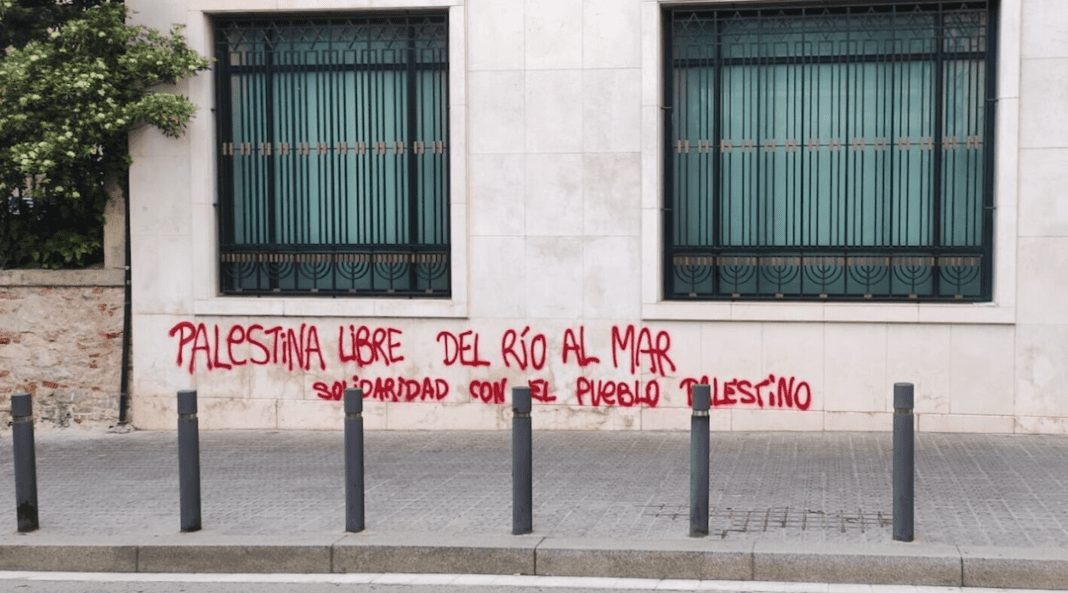 PALESTINA LIBRE DEL RÍO AL MAR
SOLIDARIDAD CON EL PUEBLO PALESTINO